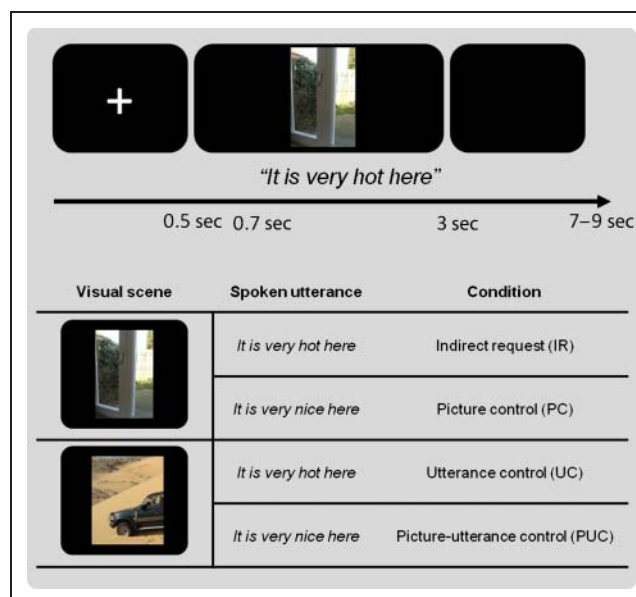 +
“It is very hot here”
0.5 sec 0.7 sec 3 sec 7–9 sec
Visual scene Spoken utterance Condition
It is very hot here Indirect request (IR)
It is very nice here Picture control (PC)
It is very hot here Utterance control (UC)
It is very nice here Picture-utterance control (PUC)